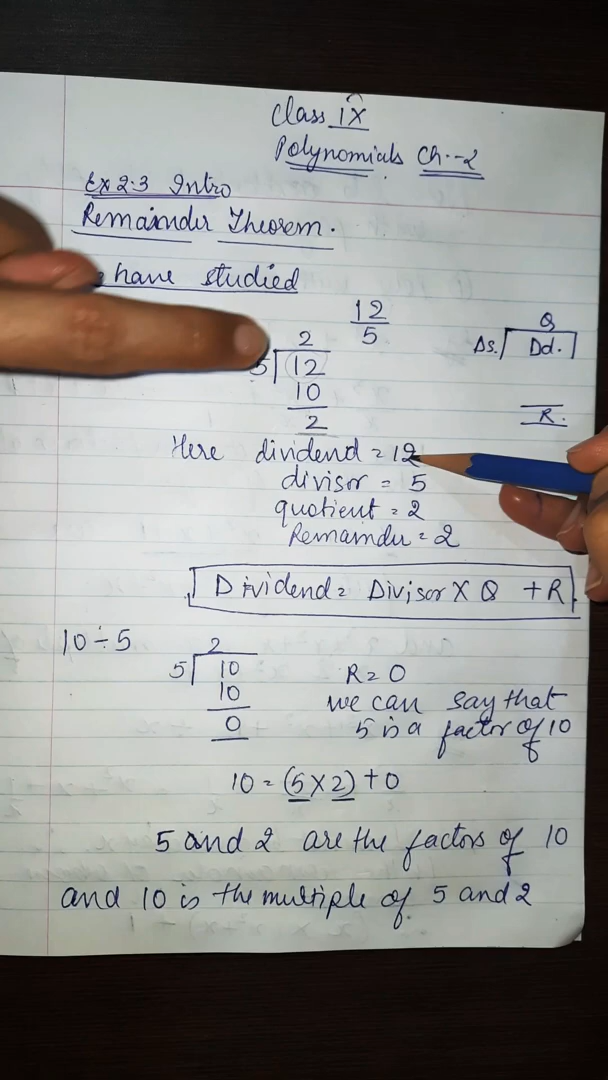 Class IX
Polynomials Ch.-2
Ex 2.3 Intro
Remainder Theorem.
have studied
12
5
Q
Ds. Dd.
R.
2
5 12
10
2
Here dividend = 12
divisor = 5
quotient = 2
Remainder = 2
Dividend = Divisor X Q + R
10 ÷ 5
2
5 10
10
0
R = 0
we can say that
5 is a factor of 10
10 = (5 X 2) + 0
5 and 2 are the factors of 10
and 10 is the multiple of 5 and 2